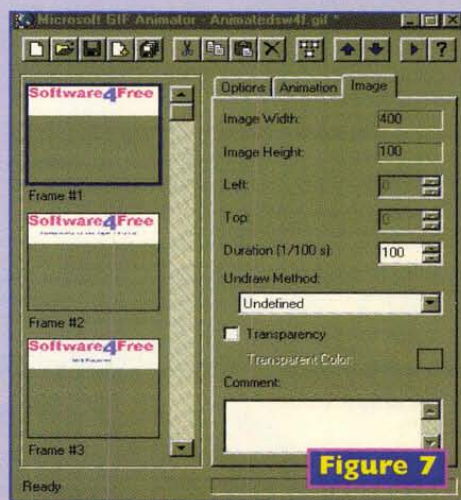 Microsoft GIF Animator - Animatedsw4f.gif *
Options Animation Image
Software4Free
Frame #1
Software4Free
Frame #2
Software4Free
Frame #3
Image Width: 400
Image Height: 100
Left: 0
Top: 0
Duration (1/100 s): 100
Undraw Method:
Undefined
Transparency
Transparent Color:
Comment:
Figure 7
Ready